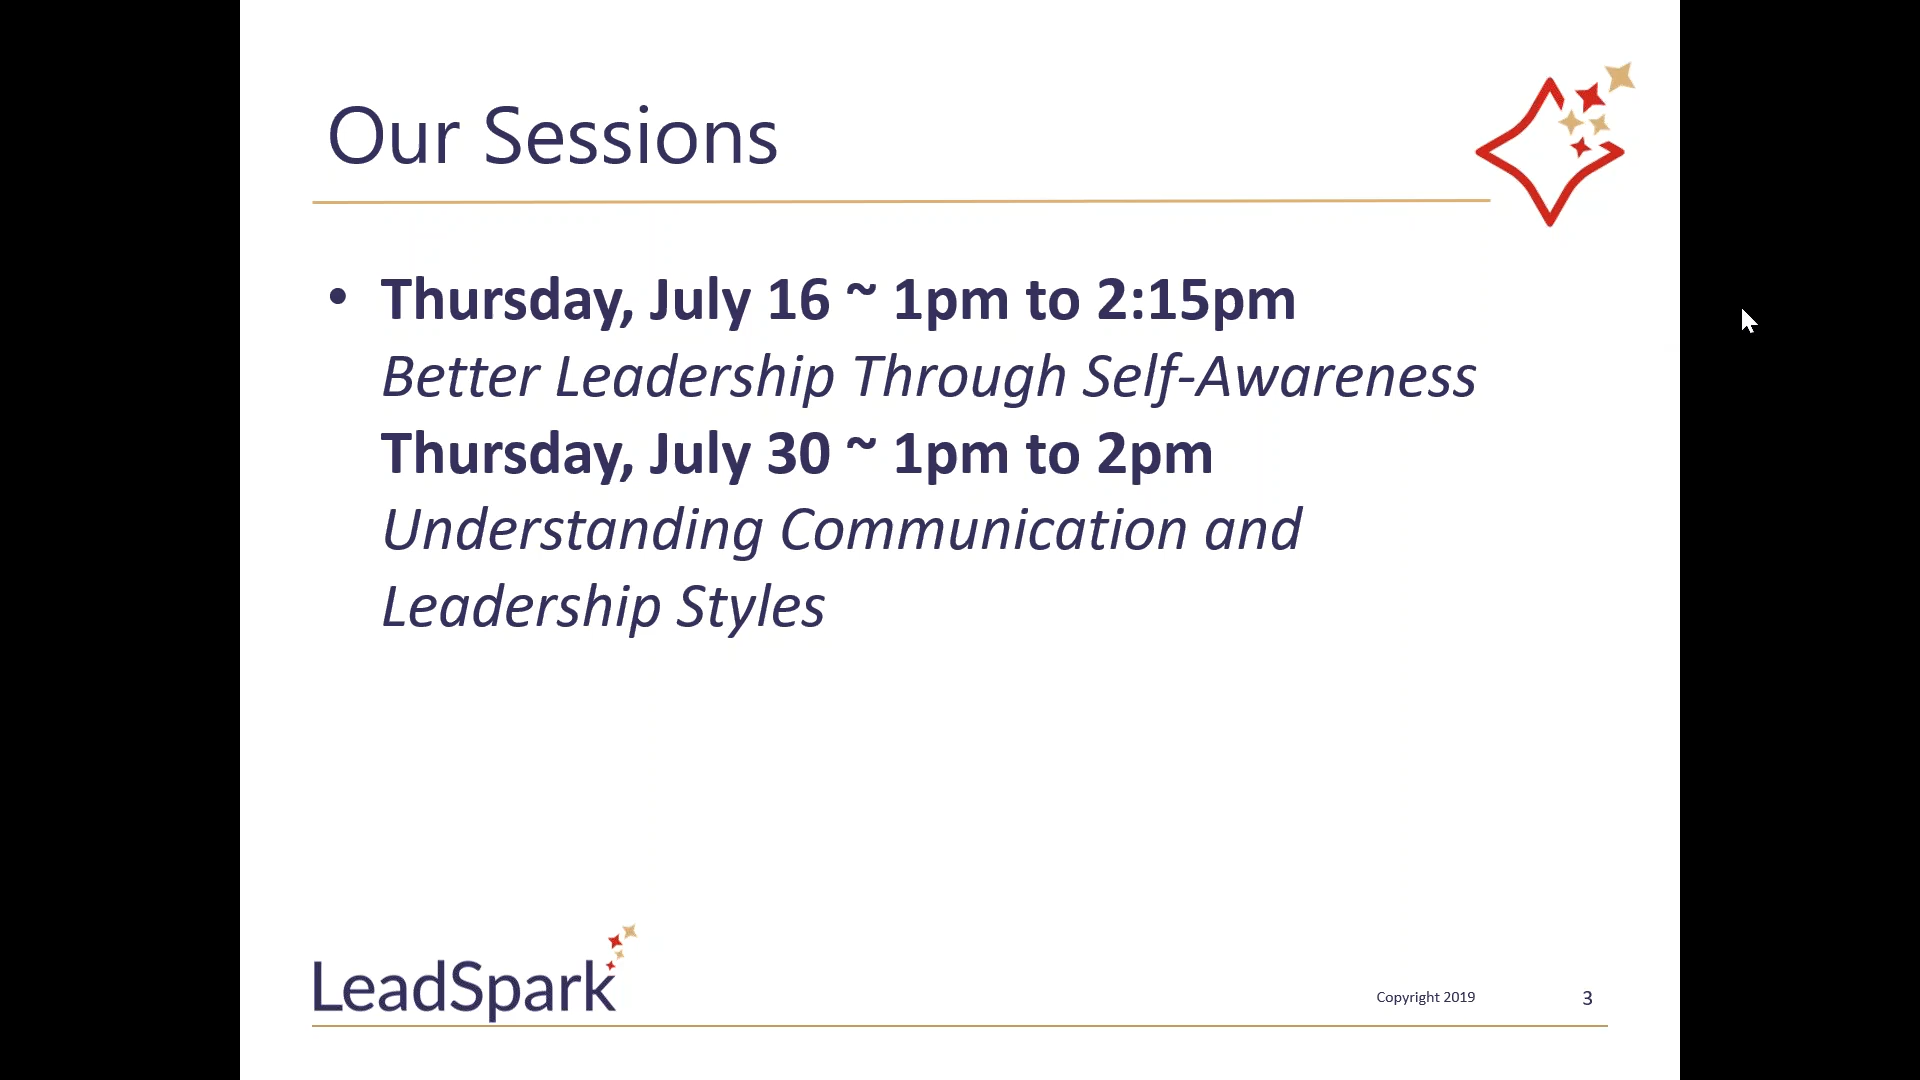 Our Sessions
• Thursday, July 16 ~ 1pm to 2:15pm
Better Leadership Through Self-Awareness
Thursday, July 30 ~ 1pm to 2pm
Understanding Communication and
Leadership Styles
LeadSpark
Copyright 2019
3